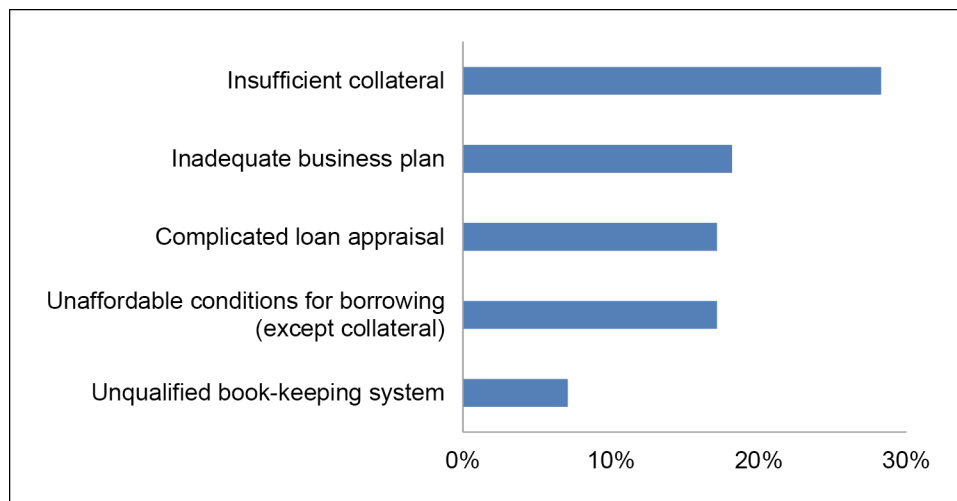 Insufficient collateral
Inadequate business plan
Complicated loan appraisal
Unaffordable conditions for borrowing
(except collateral)
Unqualified book-keeping system
0% 10% 20% 30%